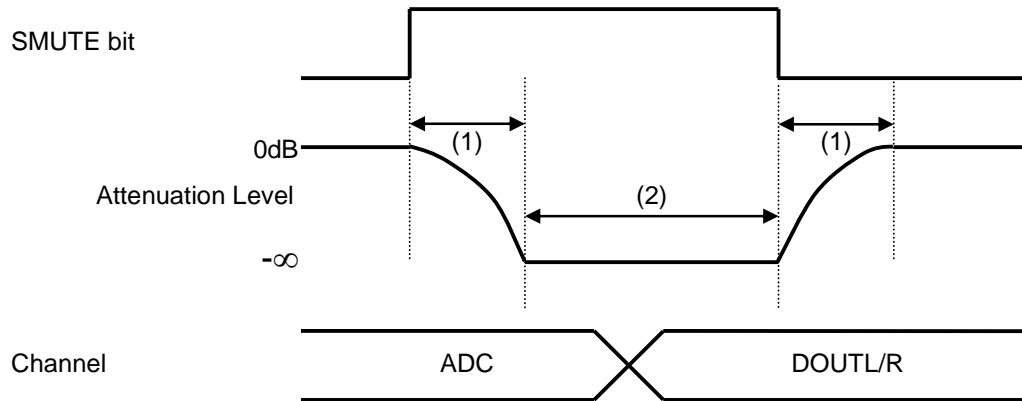 SMUTE bit
(1)
(1)
0dB
Attenuation Level
(2)
-∞
Channel
ADC
DOUTL/R